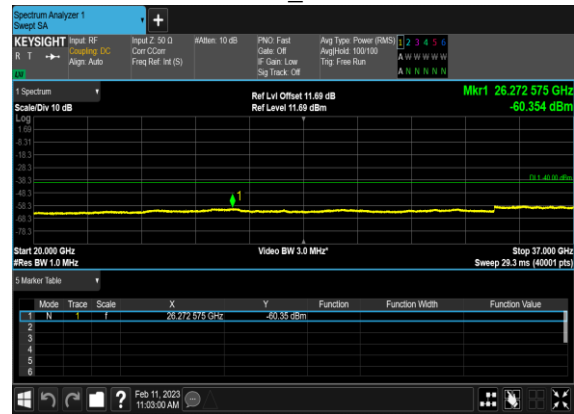 Spectrum Analyzer 1
Swept SA
KEYSIGHT Input: RF Input Z: 50 Ω #Atten: 10 dB PNO: Fast Avg Type: Power (RMS) 1 2 3 4 5 6
R T Coupling: DC Corr CCorr Gate: Off Avg|Hold: 100/100 A W W W W W
Align: Auto Freq Ref: Int (S) IF Gain: Low Trig: Free Run
Sig Track: Off A N N N N N
1 Spectrum Ref Lvl Offset 11.69 dB Mkr1 26.272 575 GHz
Scale/Div 10 dB Ref Level 11.69 dBm -60.354 dBm
Log
1.69
-8.31
-18.3
-28.3
-38.3 DL1 -40.00 dBm
-48.3
1
-58.3
-68.3
-78.3
Start 20.000 GHz Video BW 3.0 MHz* Stop 37.000 GHz
#Res BW 1.0 MHz Sweep 29.3 ms (40001 pts)
5 Marker Table
Mode Trace Scale X Y Function Function Width Function Value
1 N 1 f 26.272 575 GHz -60.35 dBm
2
3
4
5
6
? Feb 11, 2023
11:03:00 AM